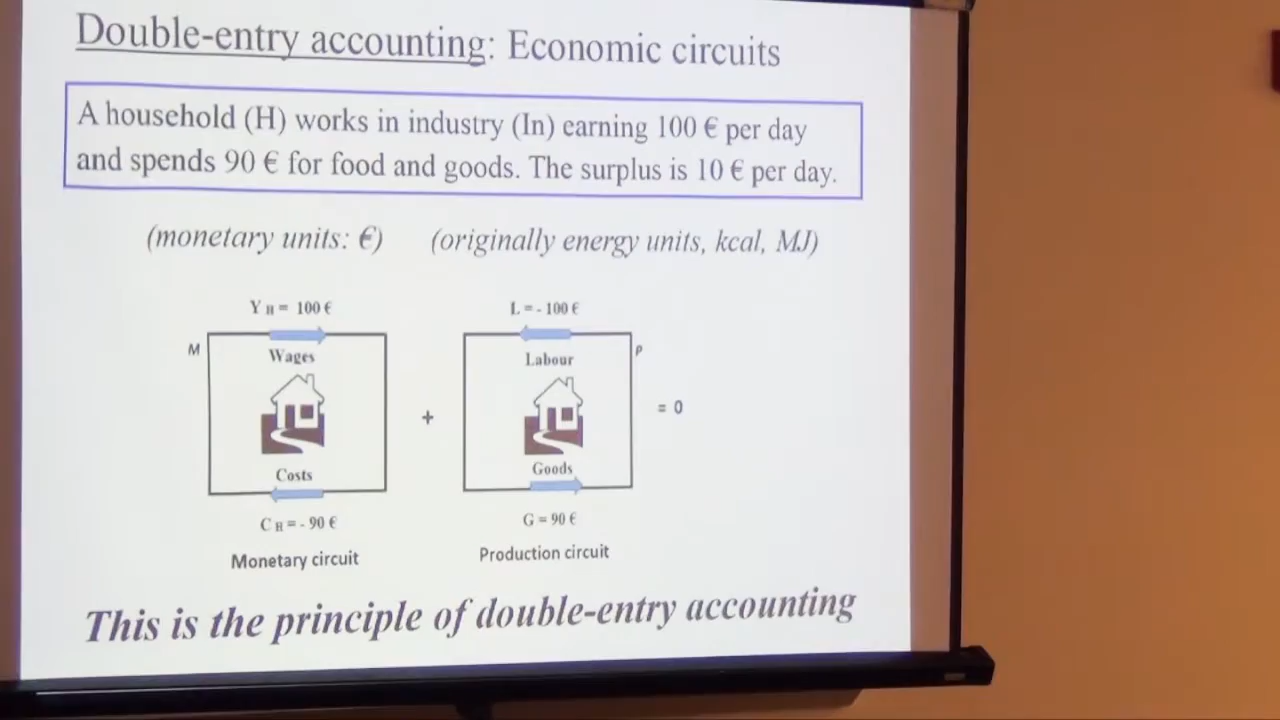 Double-entry accounting: Economic circuits
A household (H) works in industry (In) earning 100 € per day
and spends 90 € for food and goods. The surplus is 10 € per day.
(monetary units: €) (originally energy units, kcal, MJ)
Y H = 100 €
L = - 100 €
M
Wages
Labour
P
+
= 0
Costs
Goods
C H = - 90 €
G = 90 €
Monetary circuit
Production circuit
This is the principle of double-entry accounting